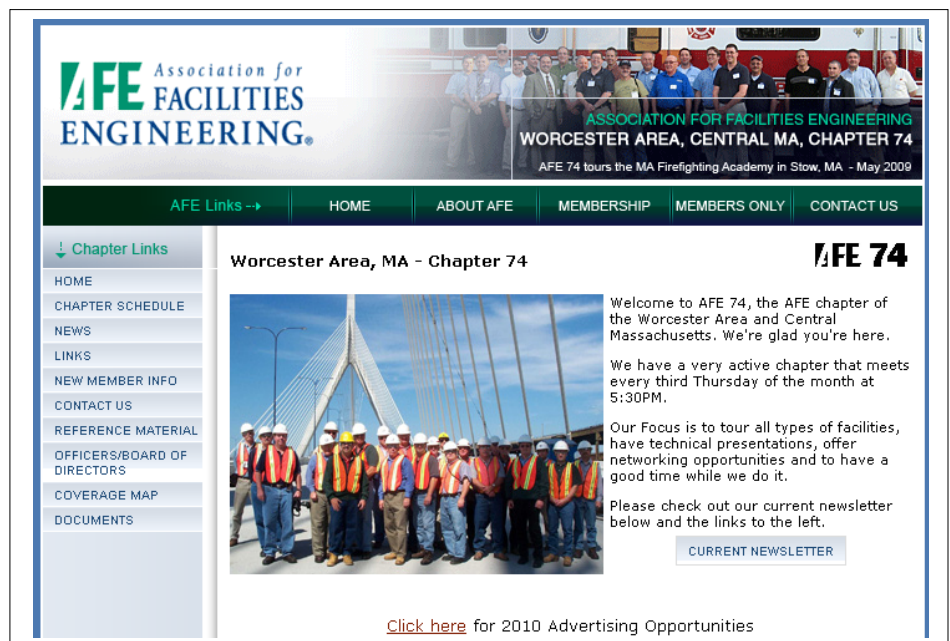 AFE Association for
FACILITIES
ENGINEERING®
ASSOCIATION FOR FACILITIES ENGINEERING
WORCESTER AREA, CENTRAL MA, CHAPTER 74
AFE 74 tours the MA Firefighting Academy in Stow, MA - May 2009
AFE Links --→
HOME
ABOUT AFE
MEMBERSHIP
MEMBERS ONLY
CONTACT US
Chapter Links
HOME
CHAPTER SCHEDULE
NEWS
LINKS
NEW MEMBER INFO
CONTACT US
REFERENCE MATERIAL
OFFICERS/BOARD OF
DIRECTORS
COVERAGE MAP
DOCUMENTS
Worcester Area, MA - Chapter 74
AFE 74
Welcome to AFE 74, the AFE chapter of
the Worcester Area and Central
Massachusetts. We're glad you're here.
We have a very active chapter that meets
every third Thursday of the month at
5:30PM.
Our Focus is to tour all types of facilities,
have technical presentations, offer
networking opportunities and to have a
good time while we do it.
Please check out our current newsletter
below and the links to the left.
CURRENT NEWSLETTER
Click here for 2010 Advertising Opportunities